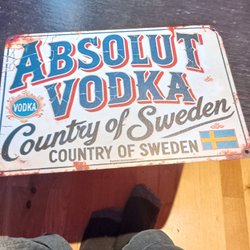 ABSOLUT
VODKA
VODKA
Country of Sweden
COUNTRY OF SWEDEN